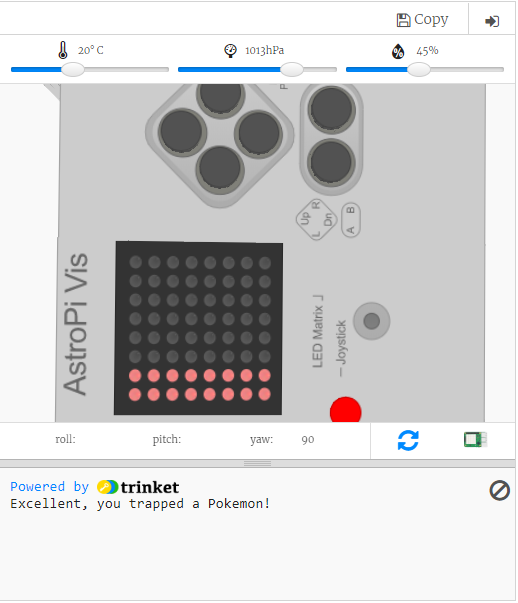 Copy
20° C
1013hPa
45%
P
Up
R
L
Dn
A
B
AstroPi Vis
LED Matrix
Joystick
roll:
pitch:
yaw:
90
Powered by trinket
Excellent, you trapped a Pokemon!